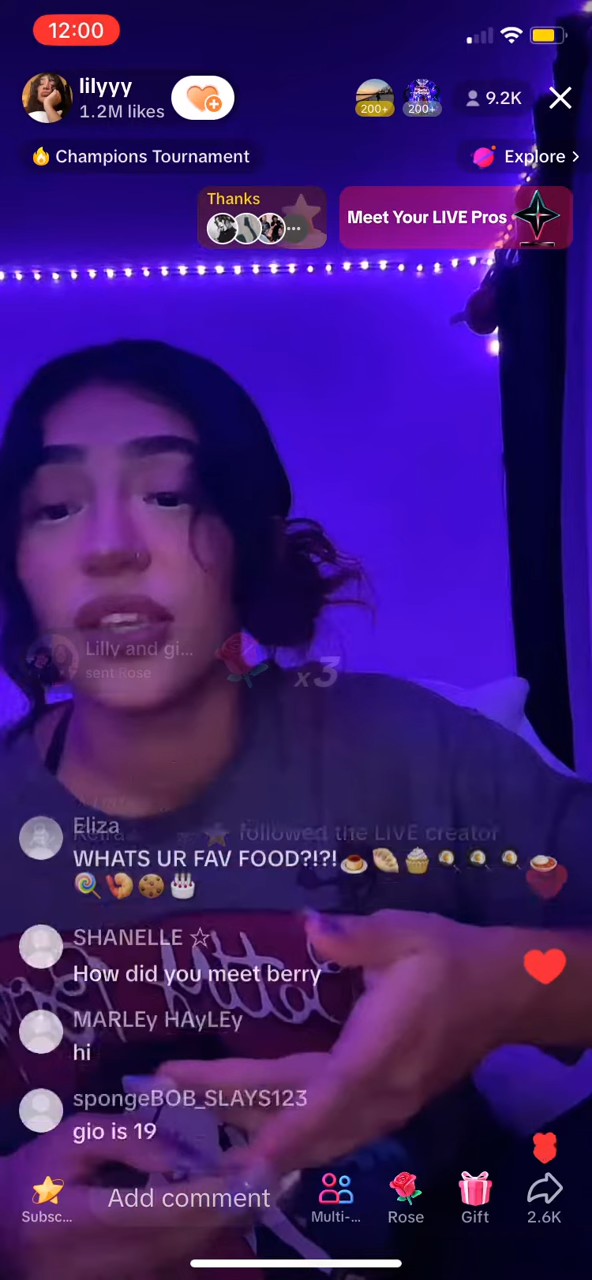 12:00
lilyyy
1.2M likes
200+
200+
9.2K
Champions Tournament
Explore >
Thanks
Meet Your LIVE Pros
Lilly and gi...
sent Rose
x3
Eliza
followed the LIVE creator
WHATS UR FAV FOOD?!?!
SHANELLE ☆
How did you meet berry
MARLEy HAyLEy
hi
spongeBOB_SLAYS123
gio is 19
Subsc...
Add comment
Multi-...
Rose
Gift
2.6K